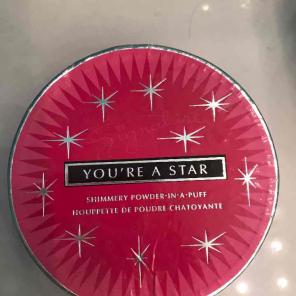 YOU'RE A STAR
SHIMMERY POWDER-IN-A-PUFF
HOUPPETTE DE POUDRE CHATOYANTE